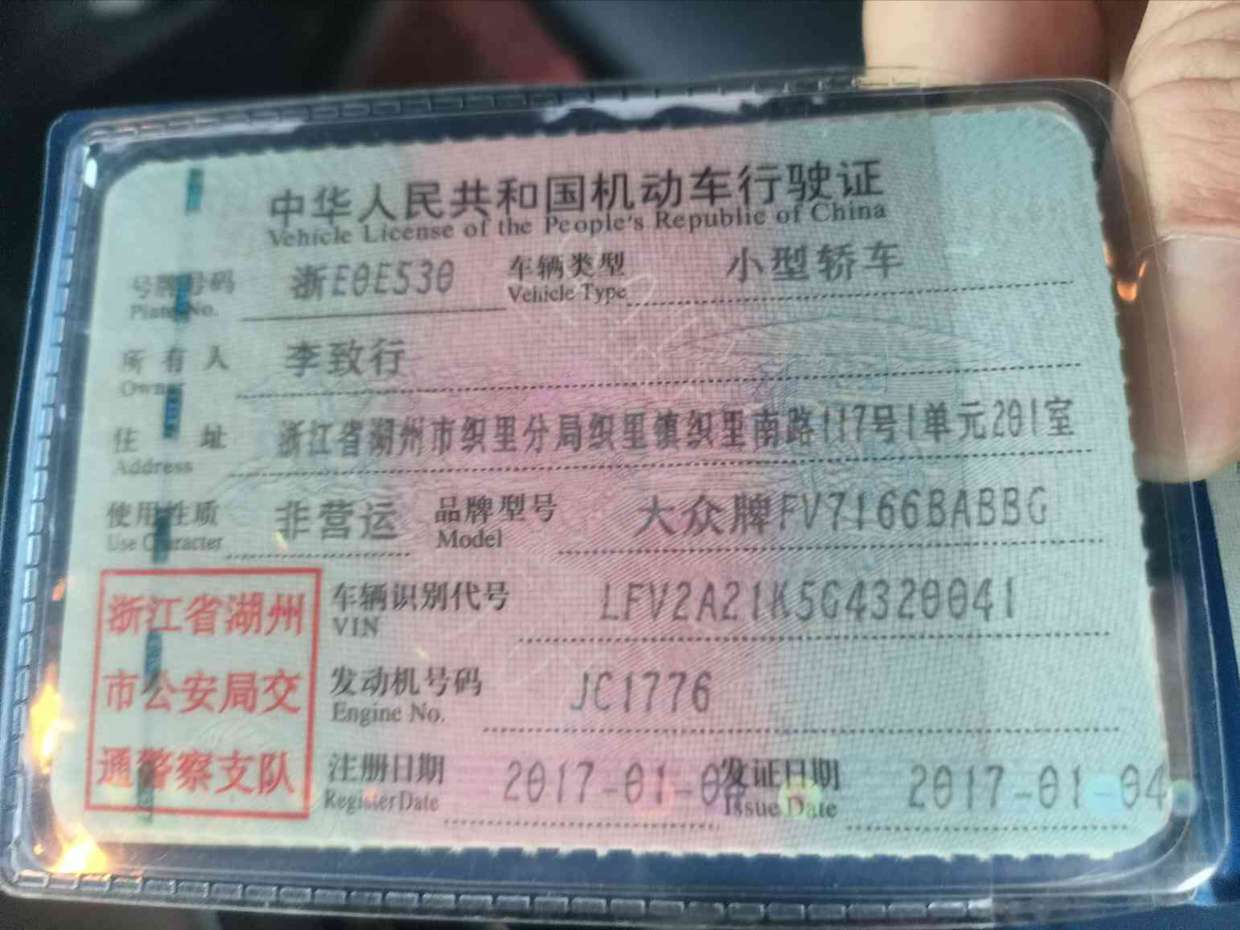 中华人民共和国机动车行驶证
Vehicle License of the People's Republic of China
号牌号码 浙E0E530 车辆类型 小型轿车
Plate No. Vehicle Type
所有人 李致行
Owner
住址 浙江省湖州市织里分局织里镇织里南路117号1单元201室
Address
使用性质 非营运 品牌型号 大众牌FV7166BABBG
Use Character Model
浙江省湖州
市公安局交
通警察支队
车辆识别代号 LFV2A21K5G4320041
VIN
发动机号码 JC1776
Engine No.
注册日期 2017-01- 发证日期 2017-01-04
Register Date Issue Date